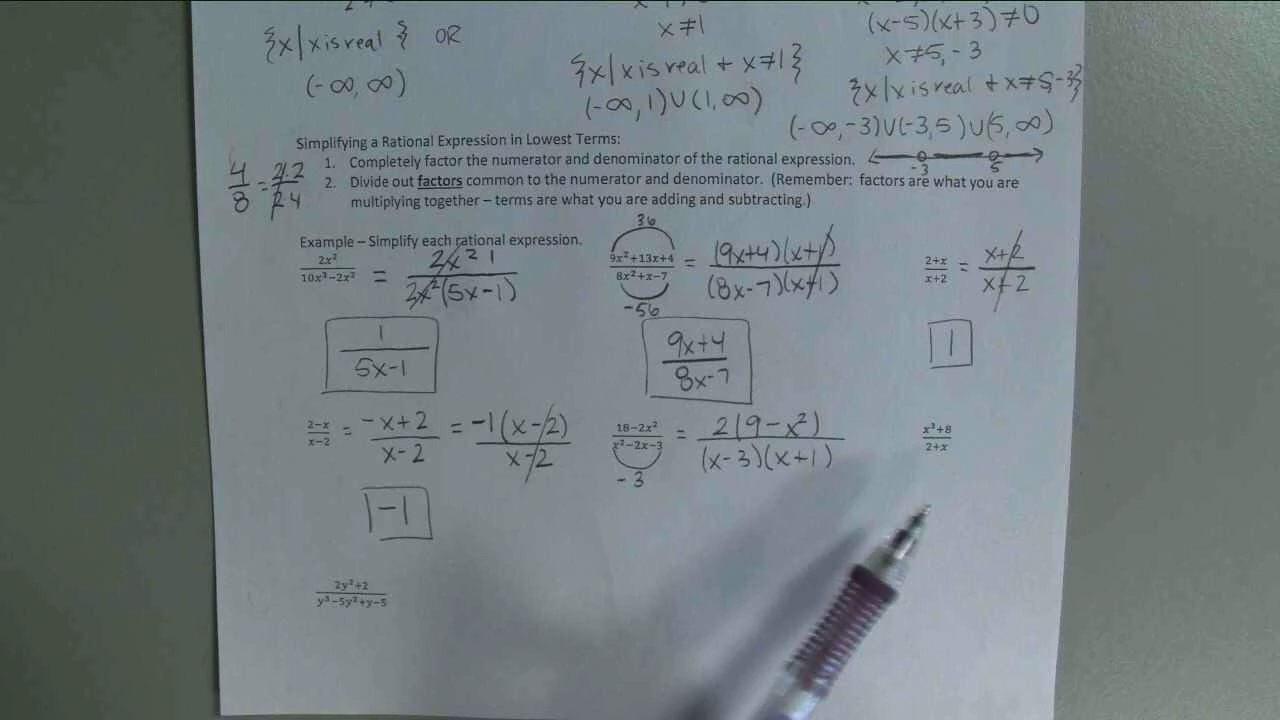 {x/x is real } OR
(-∞, ∞)
x≠1
{x/x is real + x≠1}
(-∞, 1)∪(1, ∞)
(x-5)(x+3)≠0
x≠5, -3
{x/x is real + x≠5,-3}
(-∞, -3)∪(-3, 5)∪(5, ∞)
-3 5
Simplifying a Rational Expression in Lowest Terms:
1. Completely factor the numerator and denominator of the rational expression.
2. Divide out factors common to the numerator and denominator. (Remember: factors are what you are
multiplying together – terms are what you are adding and subtracting.)
4/8 = 2·2/2·4
Example – Simplify each rational expression.
2x²/10x³−2x² = 2x² 1/2x²(5x-1)
1/5x-1
36
9x²+13x+4/8x²+x−7 = (9x+4)(x+1)/(8x-7)(x+1)
-56
9x+4/8x-7
2+x/x+2 = x+2/x+2
1
2−x/x−2 = -x+2/x-2 = -1(x-2)/x-2
-1
18−2x²/x²−2x−3 = 2(9-x²)/(x-3)(x+1)
-3
x³+8/2+x
2y²+2/y³−5y²+y−5